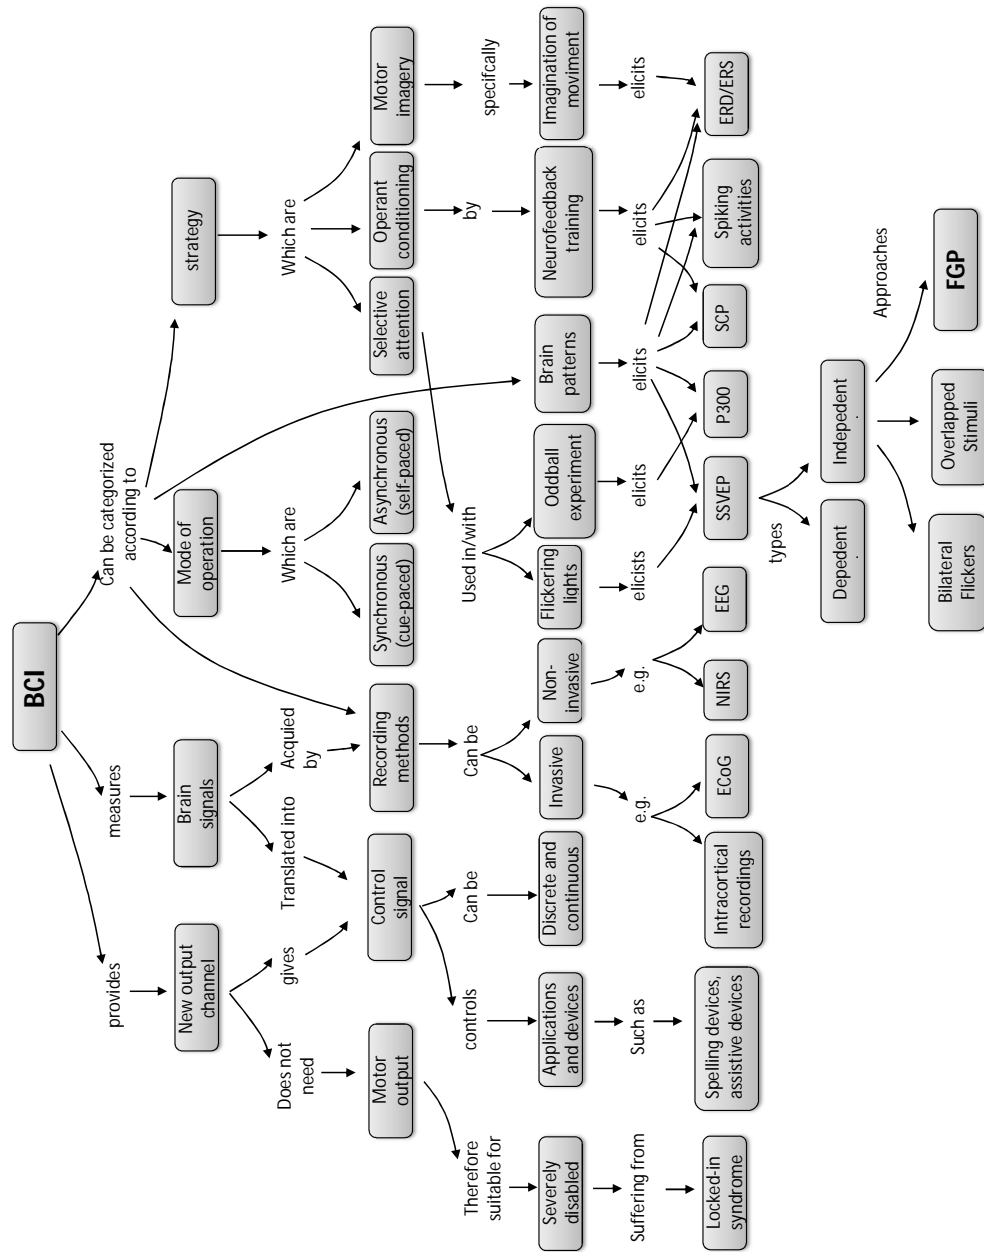 BCI
provides
measures
Can be categorized
according to
New output
channel
Brain
signals
Mode of
operation
strategy
Does not
need
gives
Translated into
Acquied
by
Which are
Which are
Motor
output
Control
signal
Recording
methods
Synchronous
(cue-paced)
Asynchronous
(self-paced)
Selective
attention
Operant
conditioning
Motor
imagery
Therefore
suitable for
controls
Can be
Can be
Used in/with
by
specifcally
Severely
disabled
Applications
and devices
Discrete and
continuous
Invasive
Non-
invasive
Flickering
lights
Oddball
experiment
Brain
patterns
Neurofeedback
training
Imagination of
moviment
Suffering from
Such as
e.g.
e.g.
elicists
elicits
elicits
elicits
elicits
Locked-in
syndrome
Spelling devices,
assistive devices
Intracortical
recordings
ECoG
NIRS
EEG
SSVEP
P300
SCP
Spiking
activities
ERD/ERS
types
Depedent
Indepedent
Approaches
Bilateral
Flickers
Overlapped
Stimuli
FGP